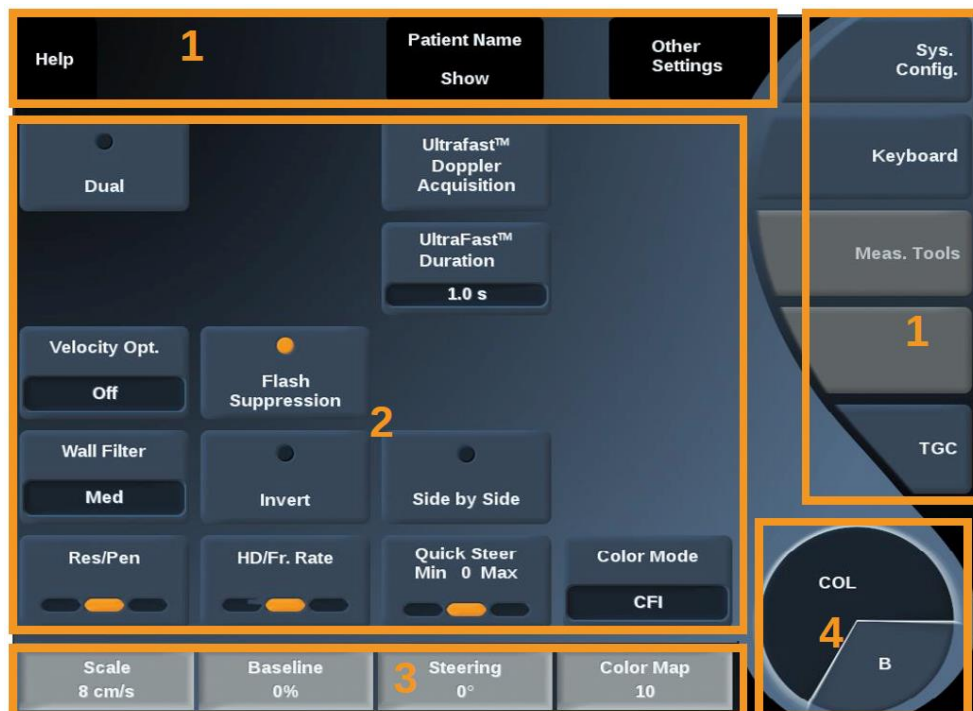 Help
1
Patient Name
Show
Other
Settings
Sys.
Config.
Keyboard
Meas. Tools
1
TGC
Dual
Ultrafast™
Doppler
Acquisition
UltraFast™
Duration
1.0 s
Velocity Opt.
Off
Flash
Suppression
2
Wall Filter
Med
Invert
Side by Side
Res/Pen
HD/Fr. Rate
Quick Steer
Min 0 Max
Color Mode
CFI
COL
4
B
Scale
8 cm/s
Baseline
0%
3
Steering
0°
Color Map
10